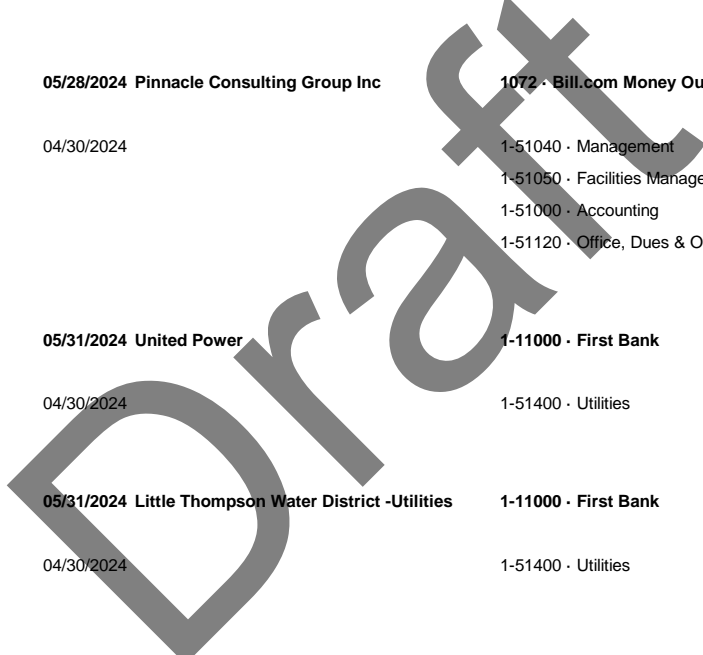 05/28/2024 Pinnacle Consulting Group Inc 1072 · Bill.com Money Ou
04/30/2024 1-51040 · Management
1-51050 · Facilities Manage
1-51000 · Accounting
1-51120 · Office, Dues & O
05/31/2024 United Power 1-11000 · First Bank
04/30/2024 1-51400 · Utilities
05/31/2024 Little Thompson Water District -Utilities 1-11000 · First Bank
04/30/2024 1-51400 · Utilities
Draft